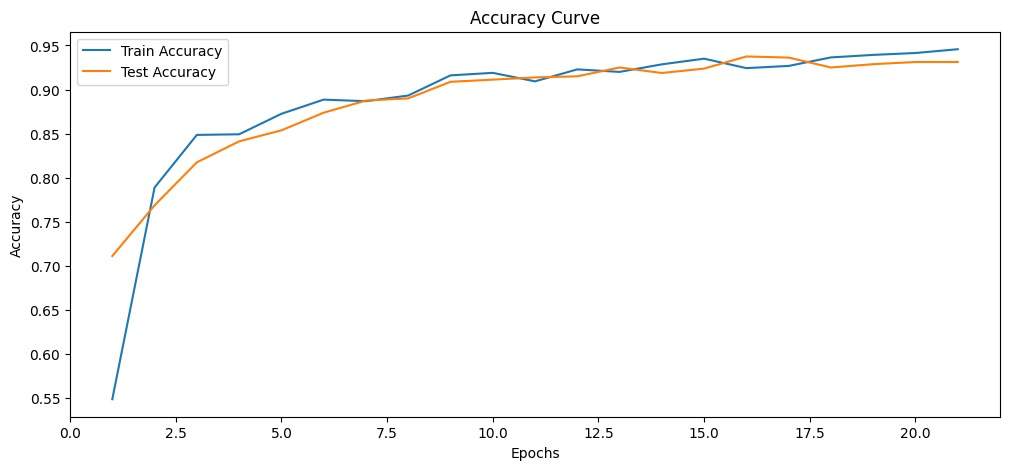 Accuracy Curve
Train Accuracy
Test Accuracy
0.95
0.90
0.85
0.80
0.75
0.70
0.65
0.60
0.55
Accuracy
0.0 2.5 5.0 7.5 10.0 12.5 15.0 17.5 20.0
Epochs